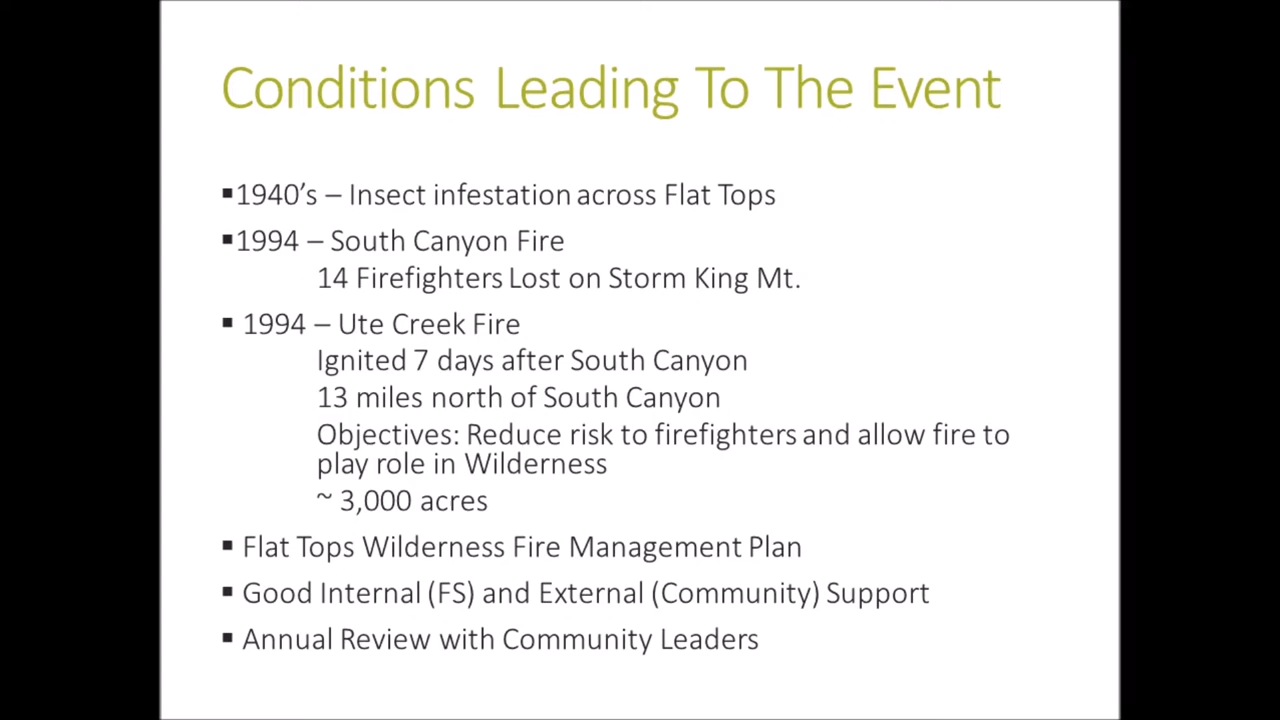 Conditions Leading To The Event
▪1940’s – Insect infestation across Flat Tops
▪1994 – South Canyon Fire
14 Firefighters Lost on Storm King Mt.
▪ 1994 – Ute Creek Fire
Ignited 7 days after South Canyon
13 miles north of South Canyon
Objectives: Reduce risk to firefighters and allow fire to
play role in Wilderness
~ 3,000 acres
▪ Flat Tops Wilderness Fire Management Plan
▪ Good Internal (FS) and External (Community) Support
▪ Annual Review with Community Leaders